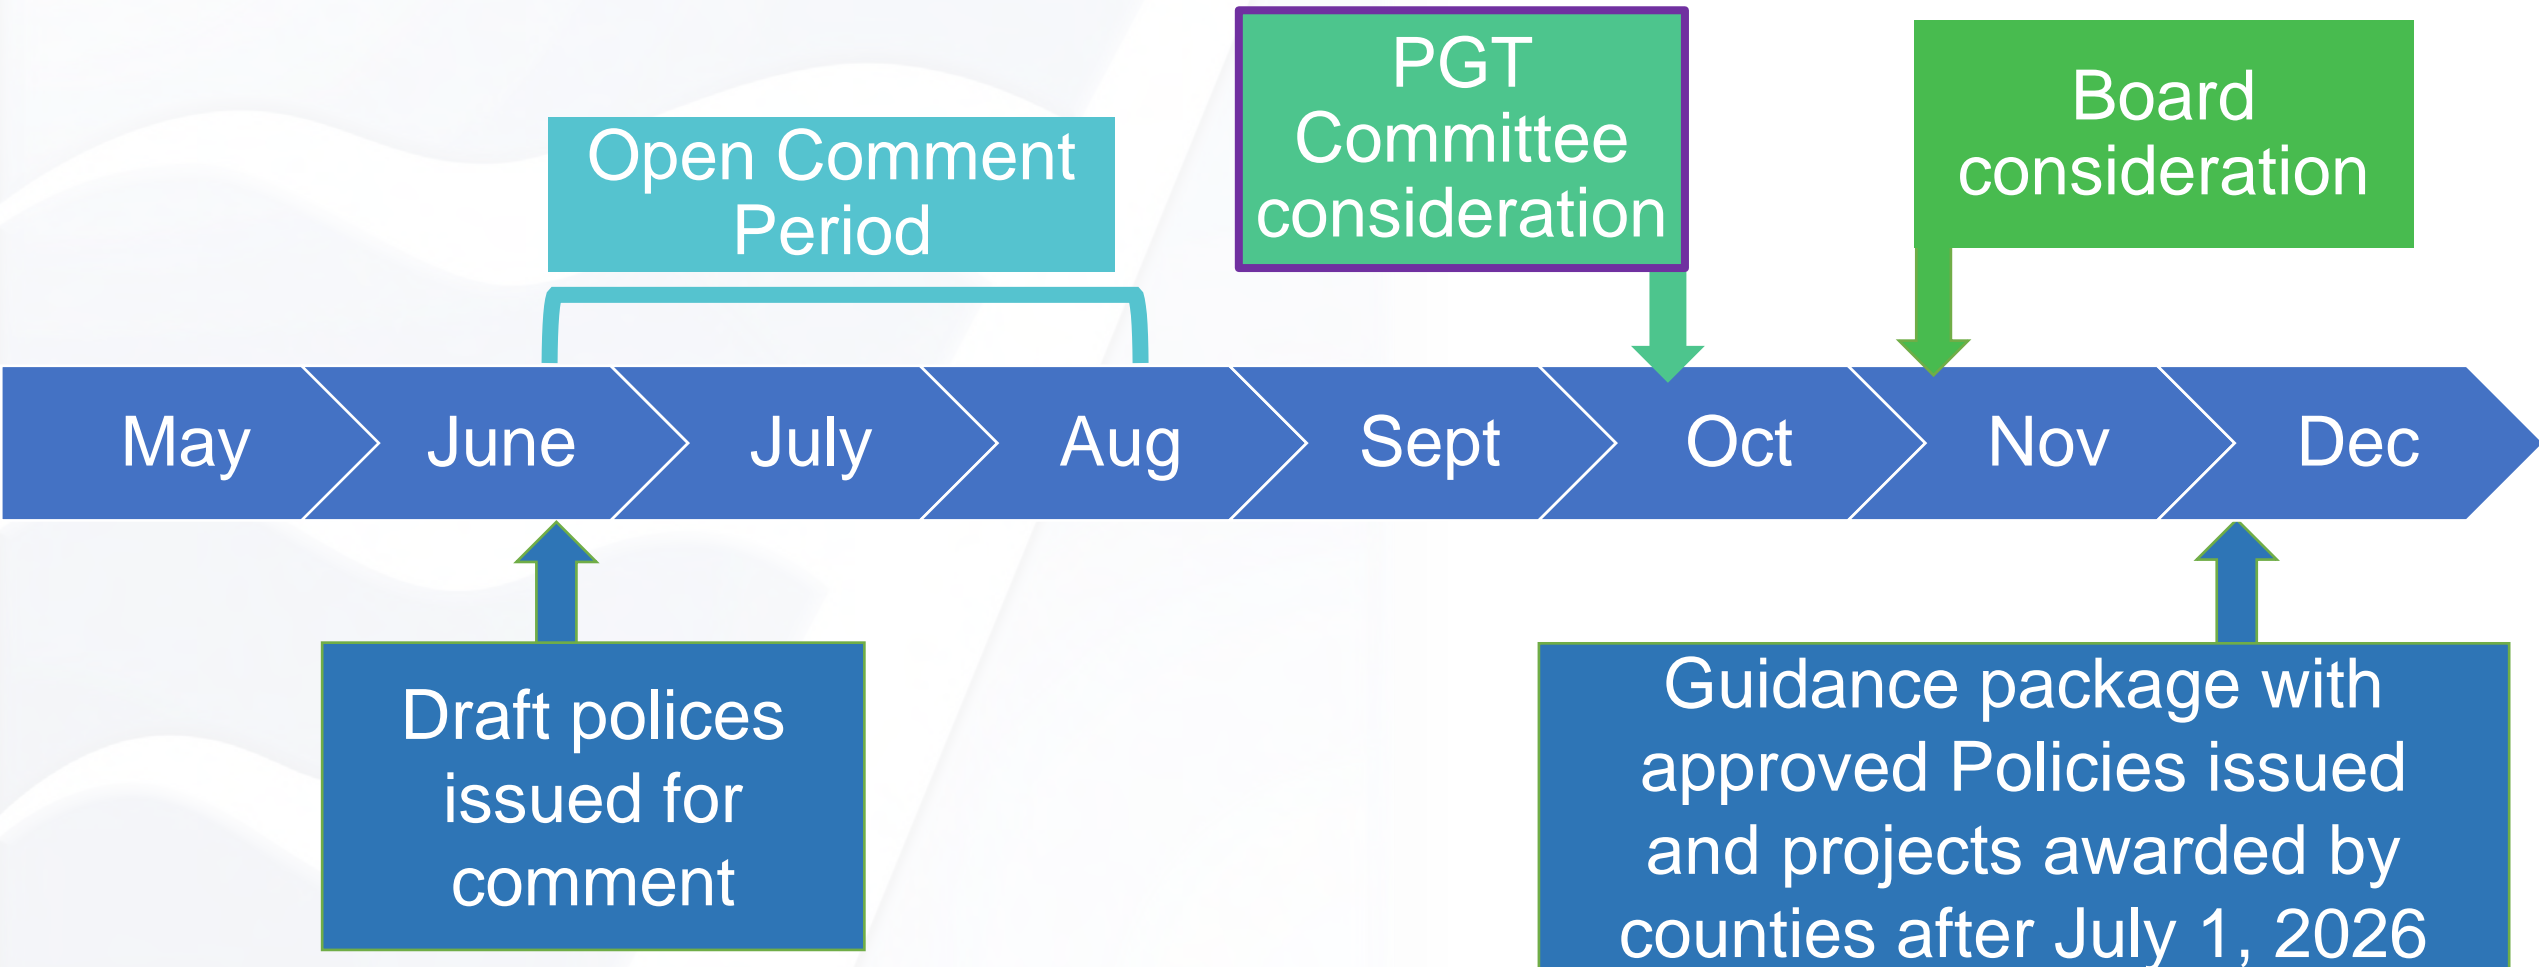 PGT
Committee
consideration
Board
consideration
Open Comment
Period
May
June
July
Aug
Sept
Oct
Nov
Dec
Draft polices
issued for
comment
Guidance package with
approved Policies issued
and projects awarded by
counties after July 1, 2026